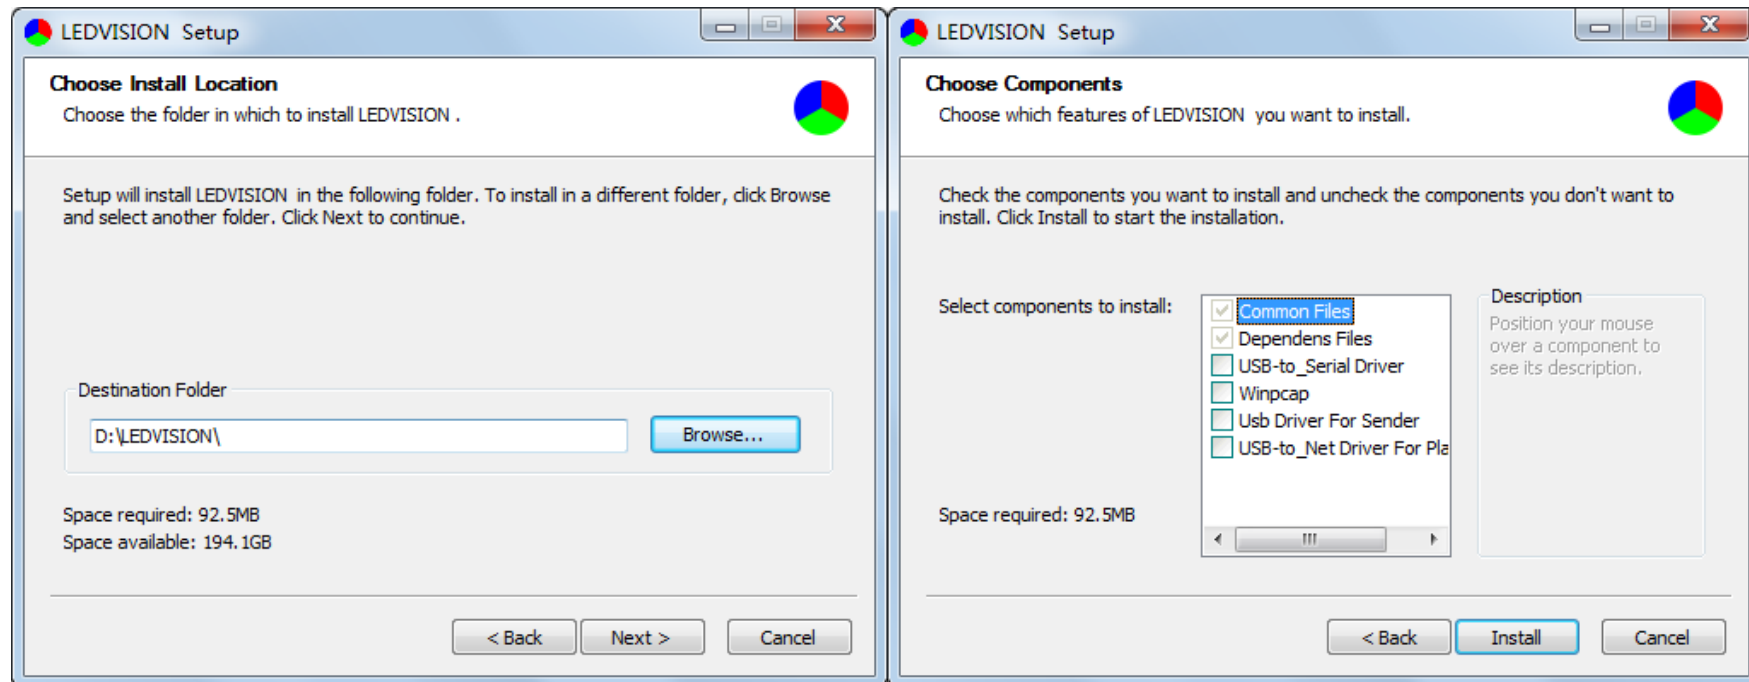 LEDVISION Setup
Choose Install Location
Choose the folder in which to install LEDVISION .
Setup will install LEDVISION in the following folder. To install in a different folder, click Browse
and select another folder. Click Next to continue.
Destination Folder
D:\LEDVISION\
Browse...
Space required: 92.5MB
Space available: 194.1GB
< Back
Next >
Cancel
LEDVISION Setup
Choose Components
Choose which features of LEDVISION you want to install.
Check the components you want to install and uncheck the components you don't want to
install. Click Install to start the installation.
Select components to install:
Common Files
Dependens Files
USB-to_Serial Driver
Winpcap
Usb Driver For Sender
USB-to_Net Driver For Pla
Description
Position your mouse
over a component to
see its description.
Space required: 92.5MB
< Back
Install
Cancel